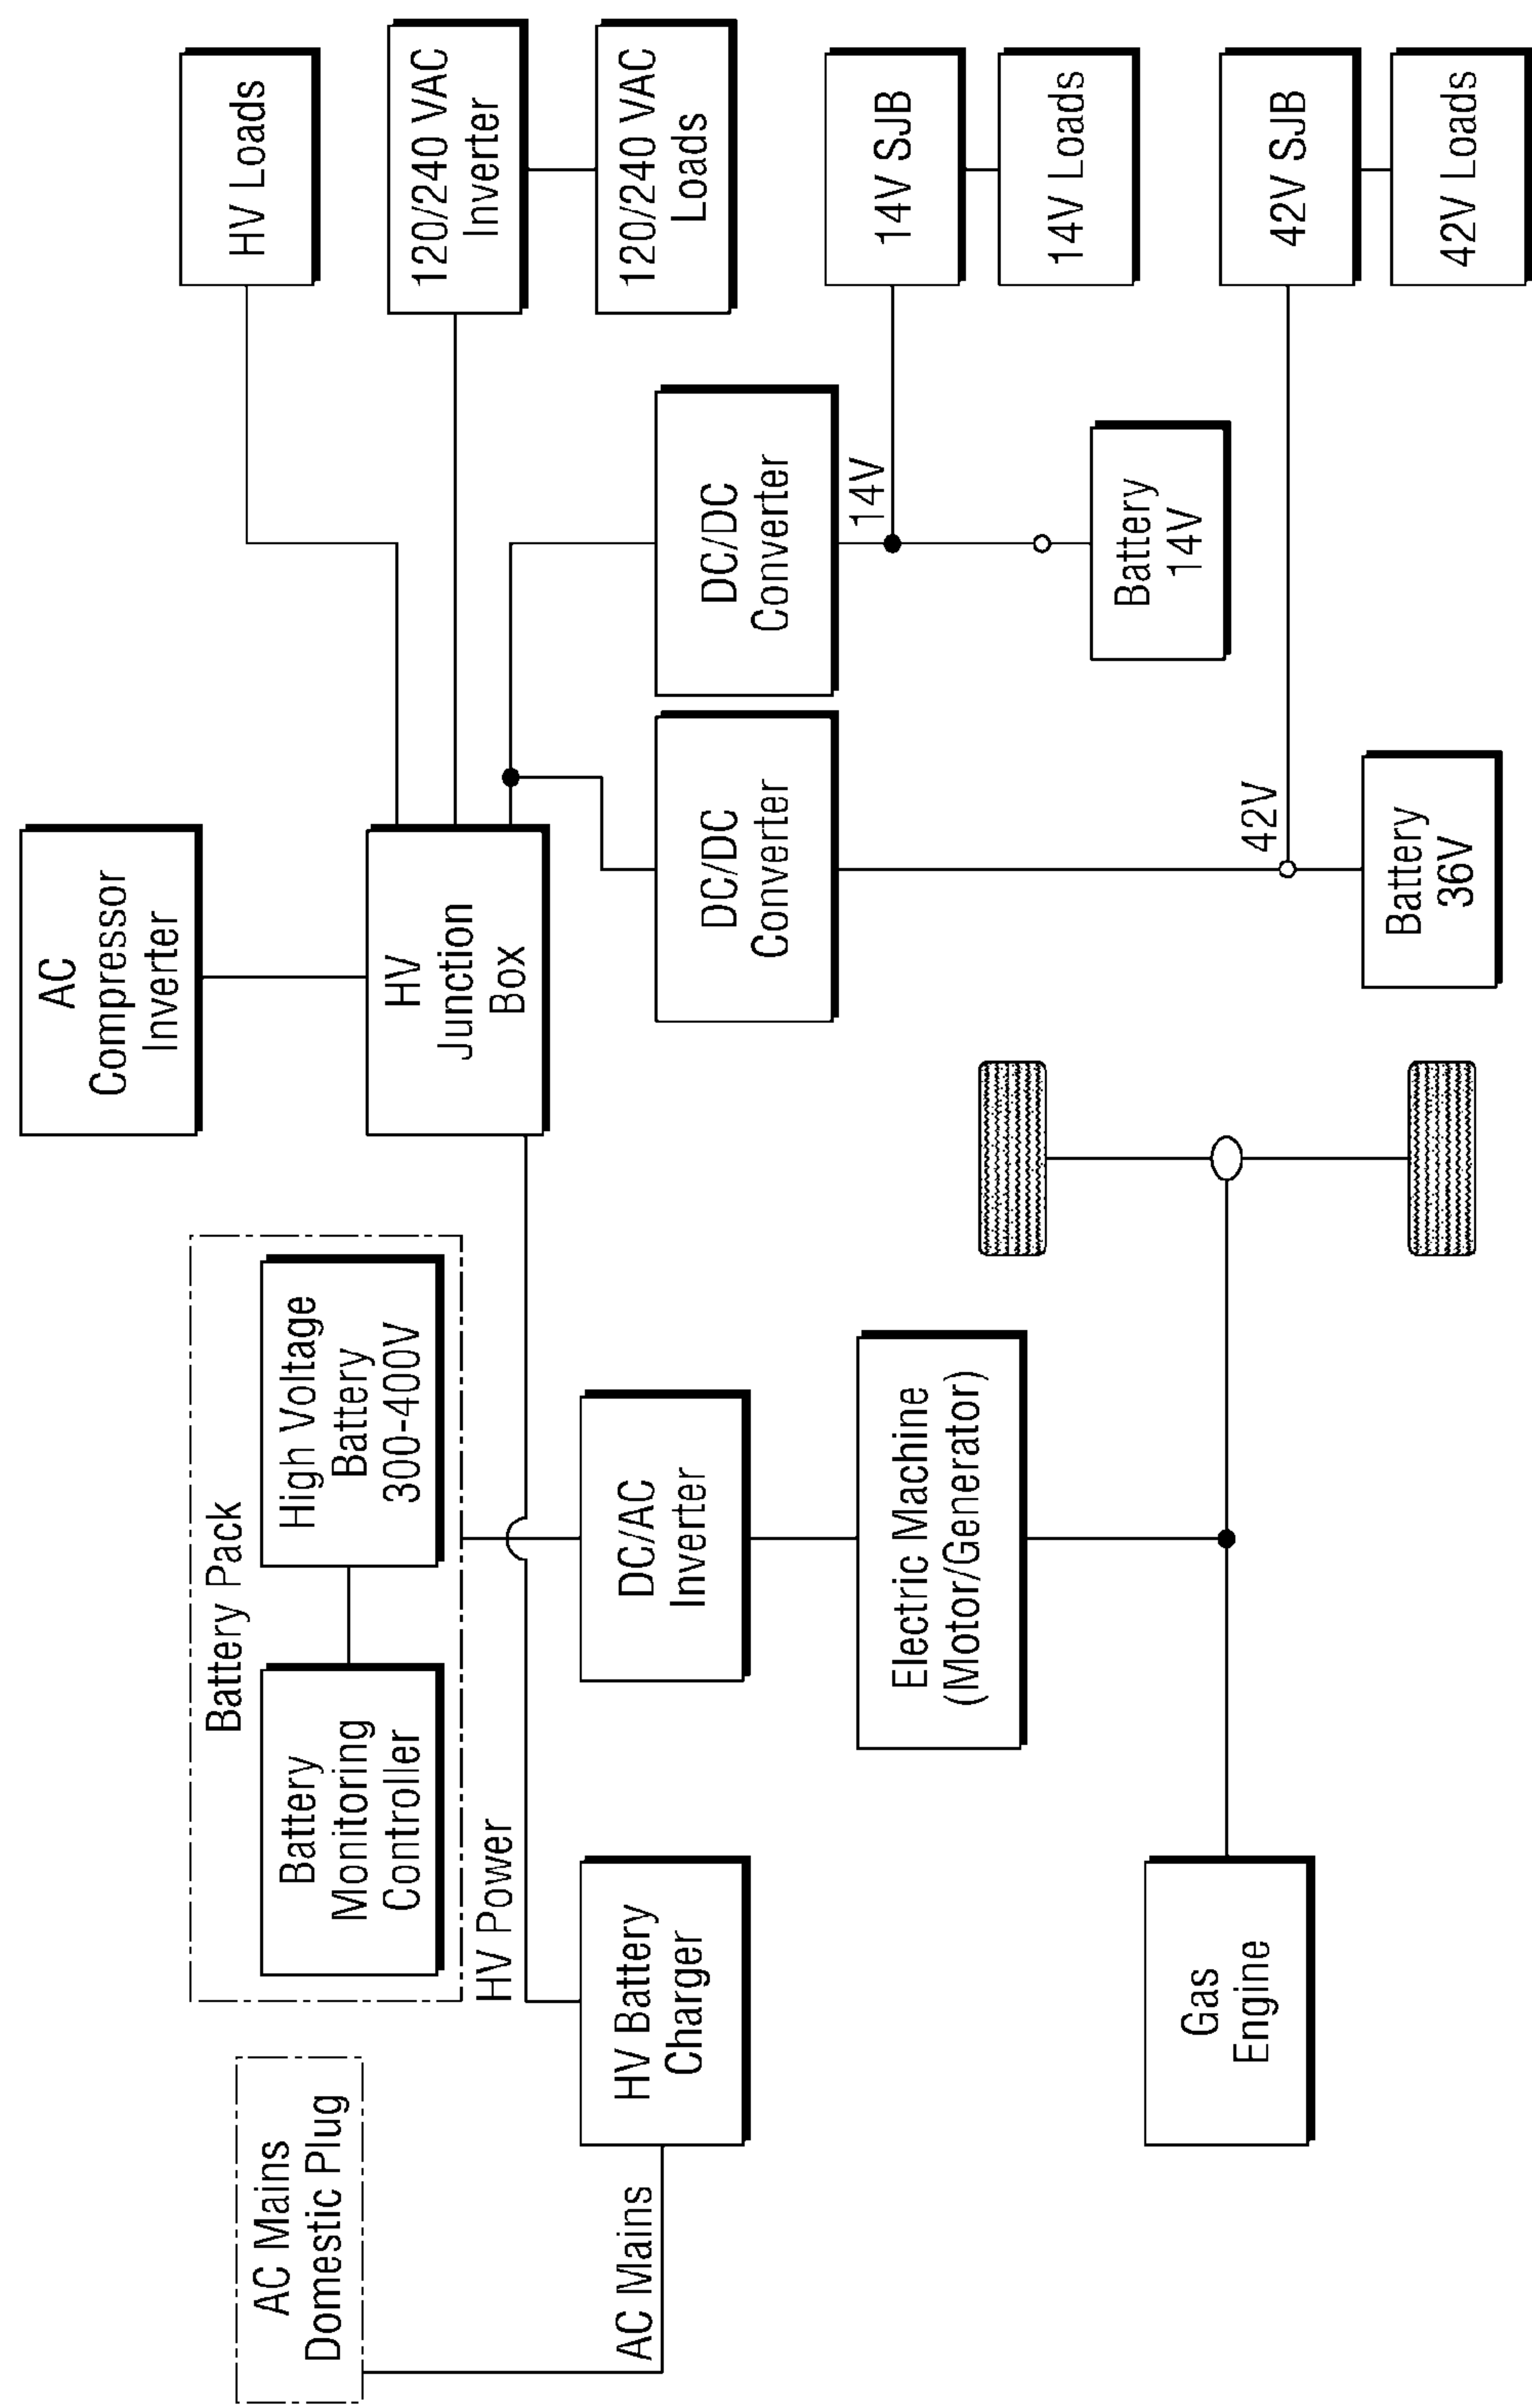 AC Mains
Domestic Plug
AC Mains
HV Battery
Charger
HV Power
Battery Pack
Battery
Monitoring
Controller
High Voltage
Battery
300-400V
DC/AC
Inverter
Electric Machine
(Motor/Generator)
Gas
Engine
AC
Compressor
Inverter
HV
Junction
Box
DC/DC
Converter
DC/DC
Converter
42V
Battery
36V
14V
Battery
14V
HV Loads
120/240 VAC
Inverter
120/240 VAC
Loads
14V SJB
14V Loads
42V SJB
42V Loads